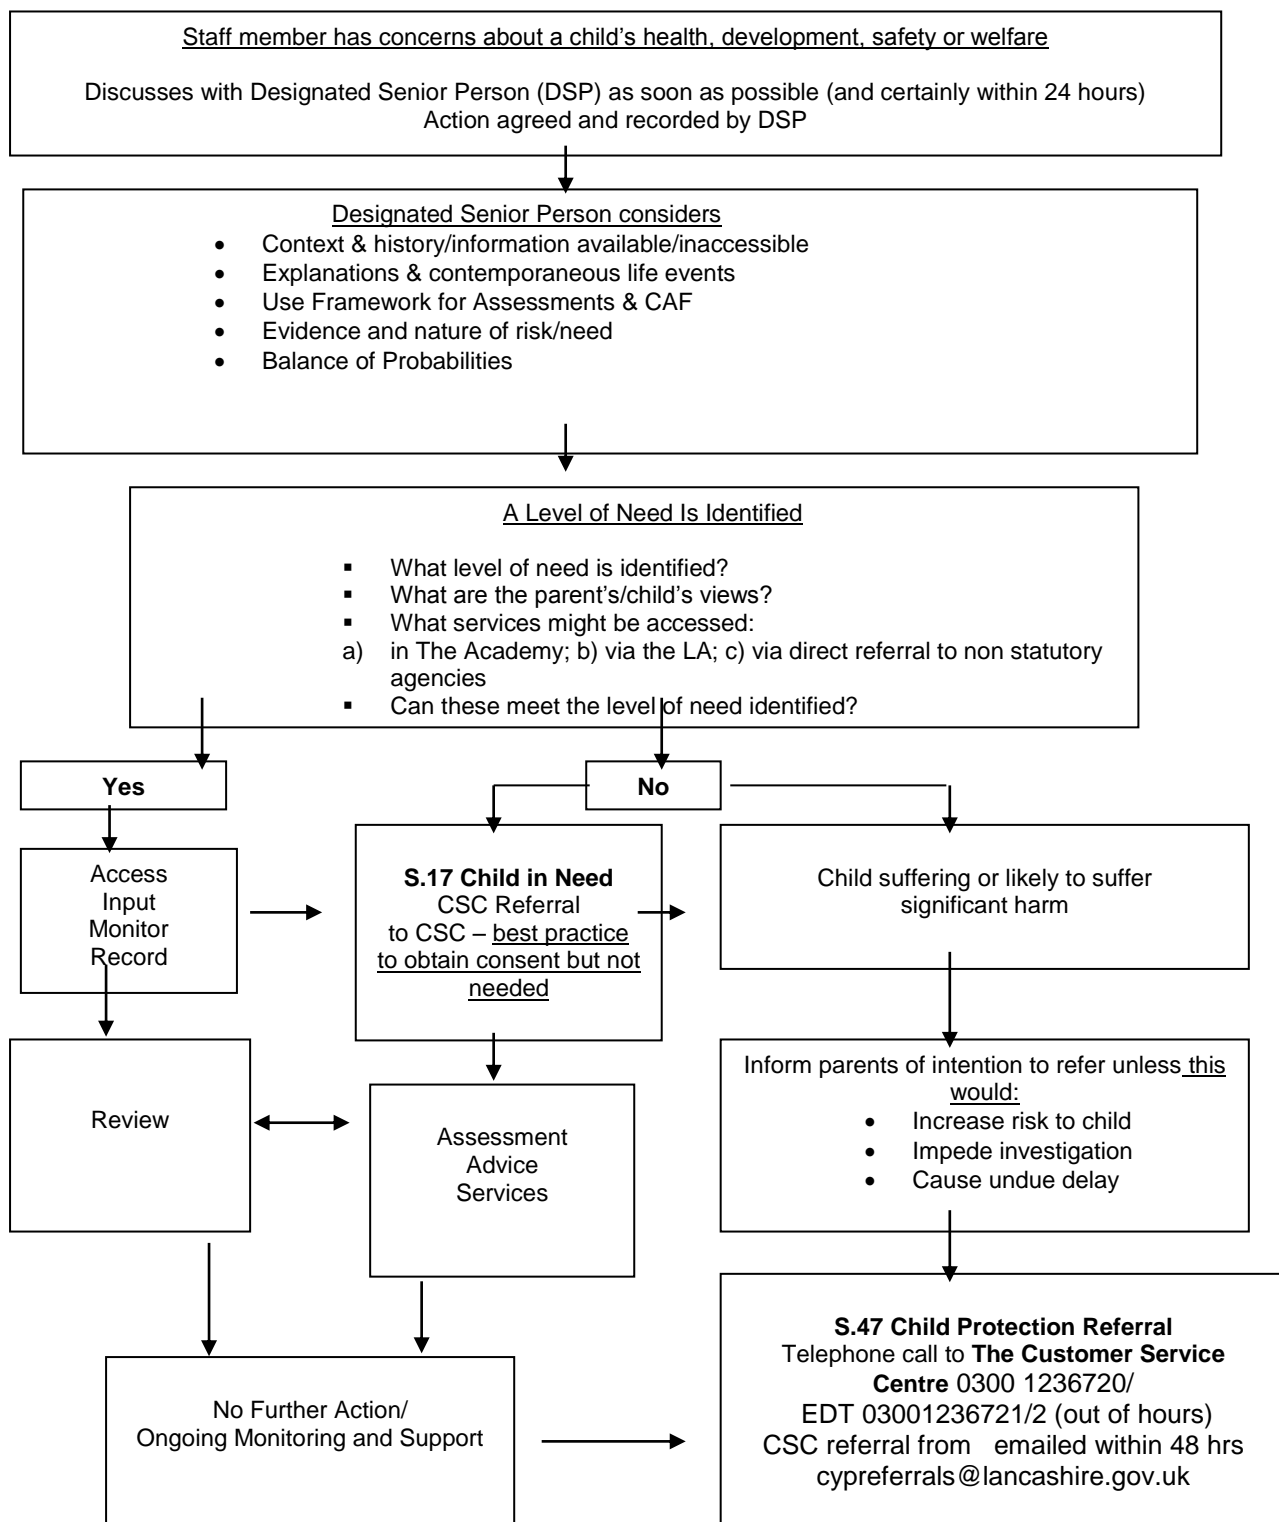 Staff member has concerns about a child’s health, development, safety or welfare
Discusses with Designated Senior Person (DSP) as soon as possible (and certainly within 24 hours)
Action agreed and recorded by DSP
Designated Senior Person considers
• Context & history/information available/inaccessible
• Explanations & contemporaneous life events
• Use Framework for Assessments & CAF
• Evidence and nature of risk/need
• Balance of Probabilities
A Level of Need Is Identified
▪ What level of need is identified?
▪ What are the parent’s/child’s views?
▪ What services might be accessed:
a) in The Academy; b) via the LA; c) via direct referral to non statutory
agencies
▪ Can these meet the level of need identified?
Yes
No
Access
Input
Monitor
Record
S.17 Child in Need
CSC Referral
to CSC – best practice
to obtain consent but not
needed
Child suffering or likely to suffer
significant harm
Review
Assessment
Advice
Services
Inform parents of intention to refer unless this
would:
• Increase risk to child
• Impede investigation
• Cause undue delay
No Further Action/
Ongoing Monitoring and Support
S.47 Child Protection Referral
Telephone call to The Customer Service
Centre 0300 1236720/
EDT 03001236721/2 (out of hours)
CSC referral from emailed within 48 hrs
cypreferrals@lancashire.gov.uk